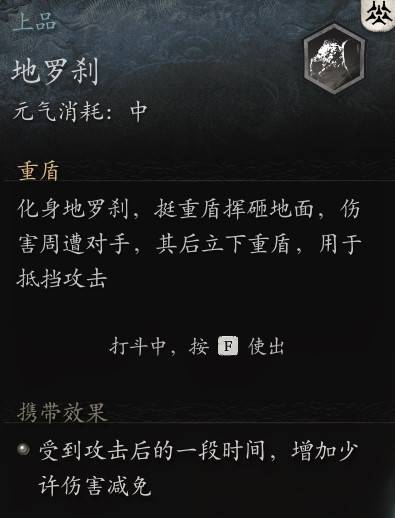 上品
地罗刹
元气消耗：中
重盾
化身地罗刹，挺重盾挥砸地面，伤
害周遭对手，其后立下重盾，用于
抵挡攻击
打斗中，按 F 使出
携带效果
受到攻击后的一段时间，增加少
许伤害减免